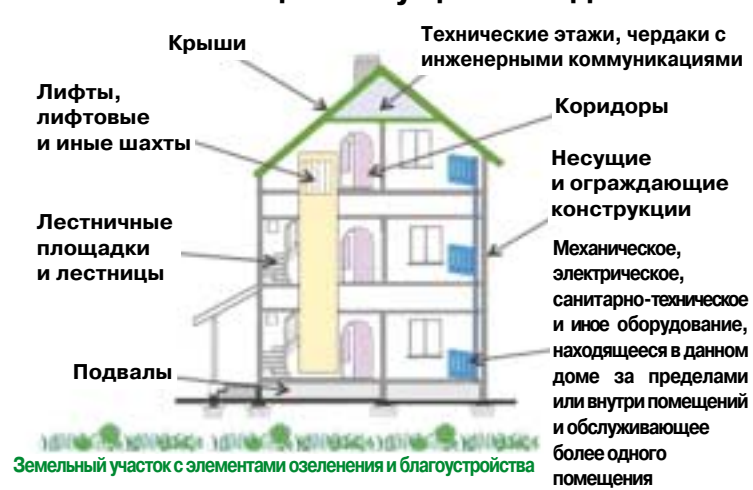 Крыши
Технические этажи, чердаки с
инженерными коммуникациями
Лифты,
лифтовые
и иные шахты
Коридоры
Несущие
и ограждающие
конструкции
Лестничные
площадки
и лестницы
Механическое,
электрическое,
санитарно-техническое
и иное оборудование,
находящееся в данном
доме за пределами
или внутри помещений
и обслуживающее
более одного
помещения
Подвалы
Земельный участок с элементами озеленения и благоустройства